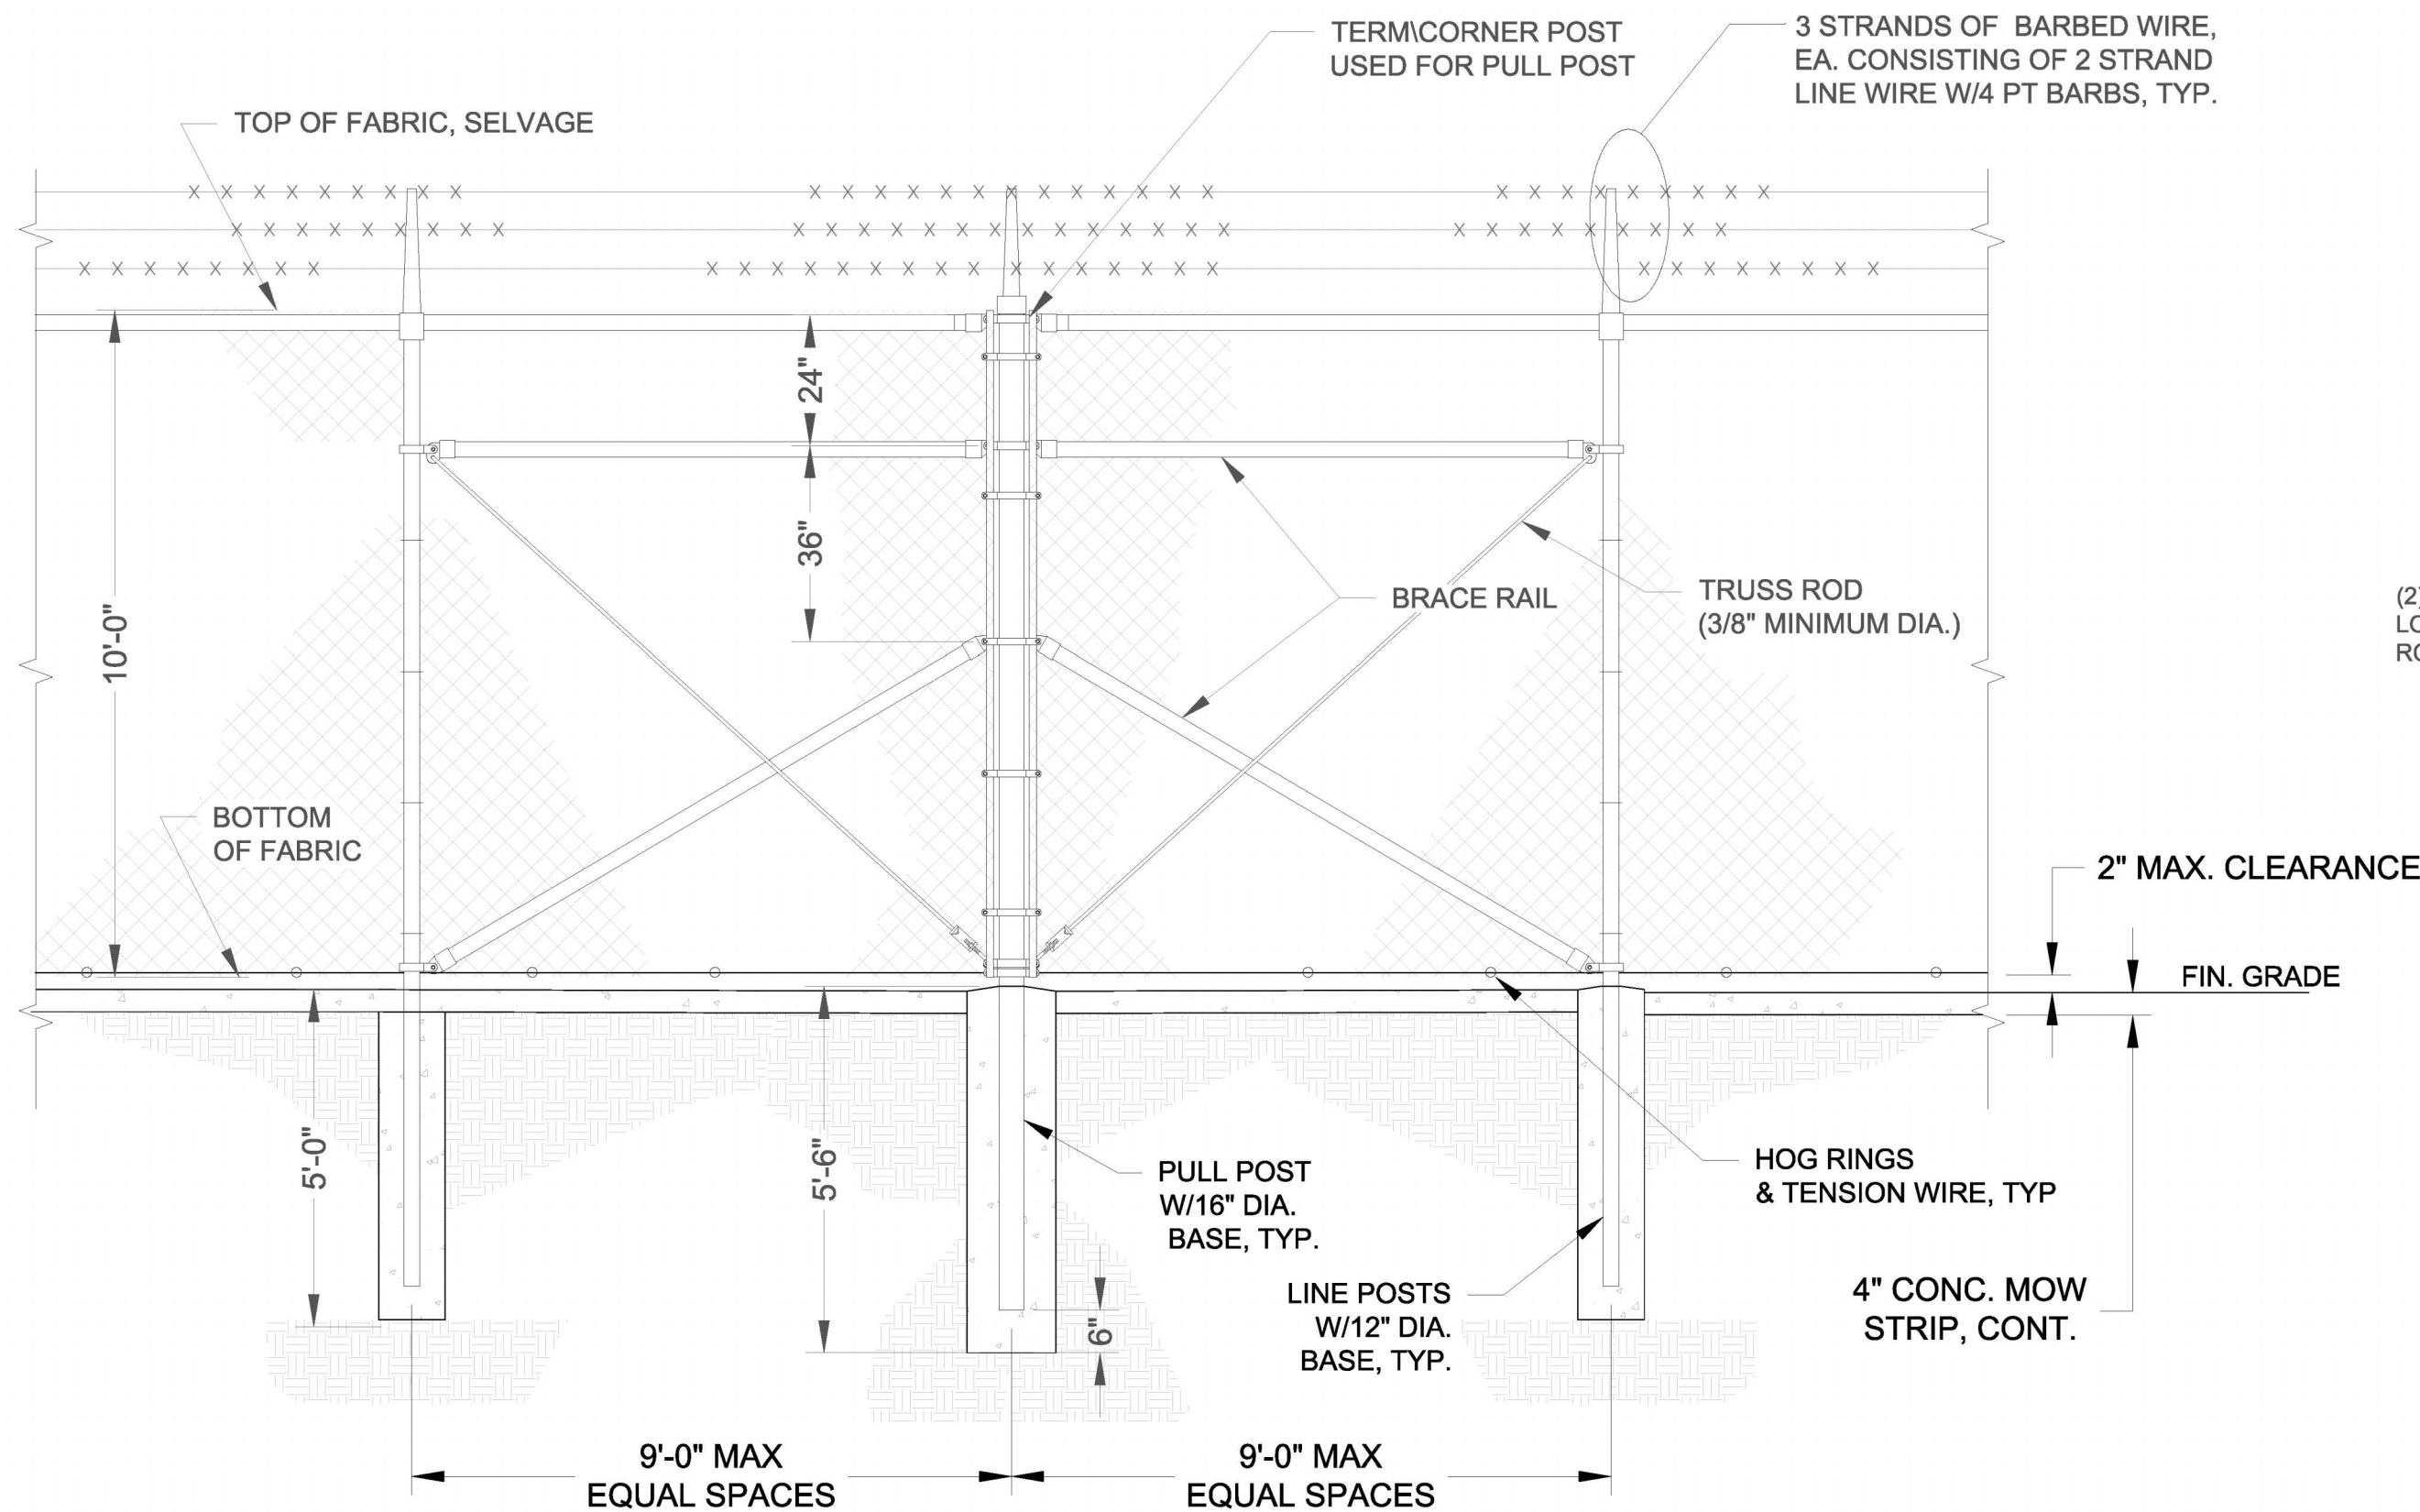 TERM\CORNER POST
USED FOR PULL POST
3 STRANDS OF BARBED WIRE,
EA. CONSISTING OF 2 STRAND
LINE WIRE W/4 PT BARBS, TYP.
TOP OF FABRIC, SELVAGE
24"
36"
10'-0"
BRACE RAIL
TRUSS ROD
(3/8" MINIMUM DIA.)
(2)
LO
RO
BOTTOM
OF FABRIC
2" MAX. CLEARANCE
FIN. GRADE
5'-0"
5'-6"
PULL POST
W/16" DIA.
BASE, TYP.
HOG RINGS
& TENSION WIRE, TYP
LINE POSTS
W/12" DIA.
BASE, TYP.
6"
4" CONC. MOW
STRIP, CONT.
9'-0" MAX
EQUAL SPACES
9'-0" MAX
EQUAL SPACES